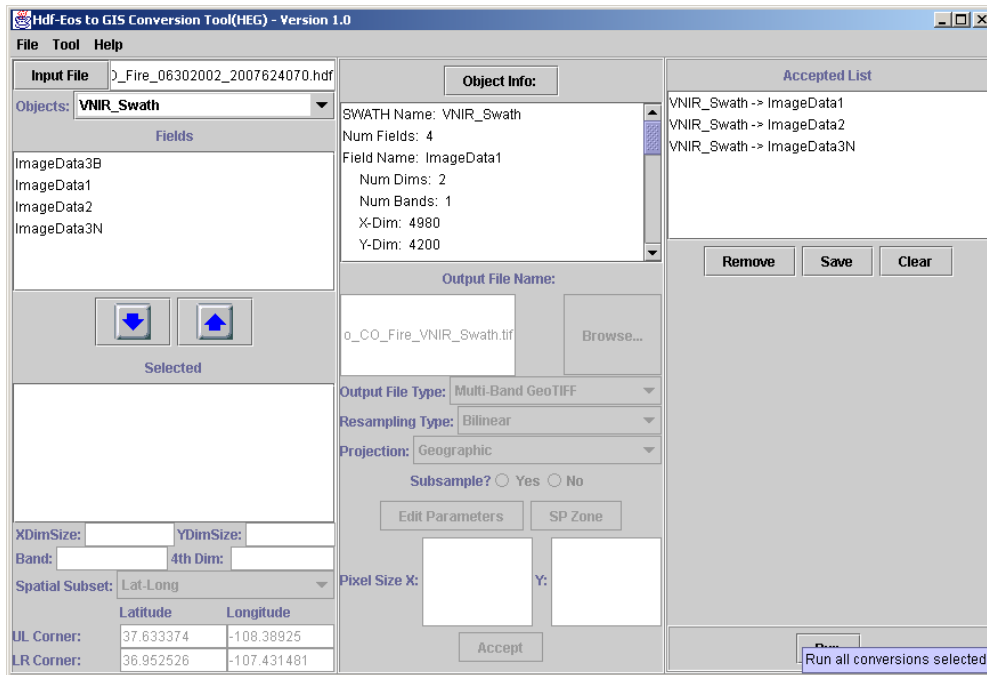 Hdf-Eos to GIS Conversion Tool(HEG) - Version 1.0
File Tool Help
Input File
O_Fire_06302002_2007624070.hdf
Objects: VNIR_Swath
Fields
ImageData3B
ImageData1
ImageData2
ImageData3N
Selected
XDimSize: YDimSize:
Band: 4th Dim:
Spatial Subset: Lat-Long
Latitude Longitude
UL Corner: 37.633374 -108.38925
LR Corner: 36.952526 -107.431481
Object Info:
SWATH Name: VNIR_Swath
Num Fields: 4
Field Name: ImageData1
Num Dims: 2
Num Bands: 1
X-Dim: 4980
Y-Dim: 4200
Output File Name:
o_CO_Fire_VNIR_Swath.tif Browse...
Output File Type: Multi-Band GeoTIFF
Resampling Type: Bilinear
Projection: Geographic
Subsample? Yes No
Edit Parameters SP Zone
Pixel Size X: Y:
Accept
Accepted List
VNIR_Swath -> ImageData1
VNIR_Swath -> ImageData2
VNIR_Swath -> ImageData3N
Remove Save Clear
Run
Run all conversions selected